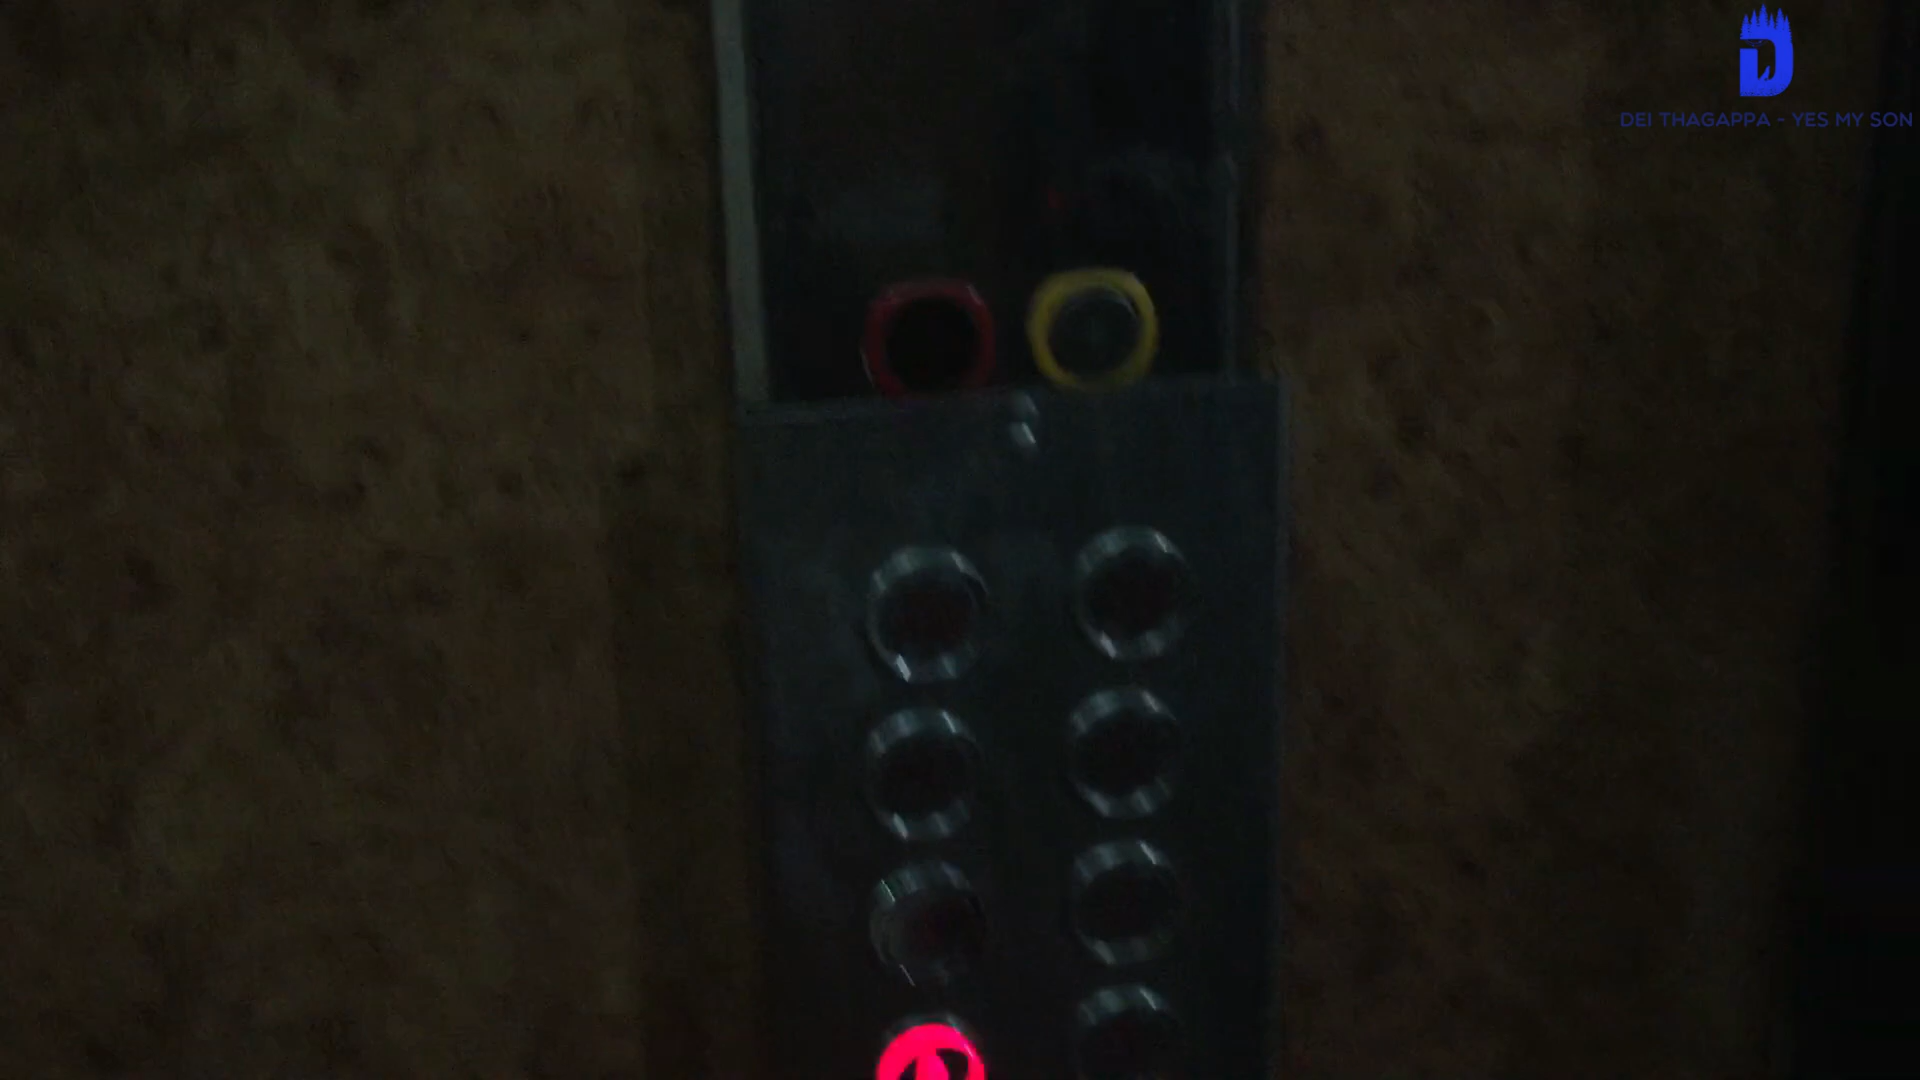 D
DEI THAGAPPA - YES MY SON